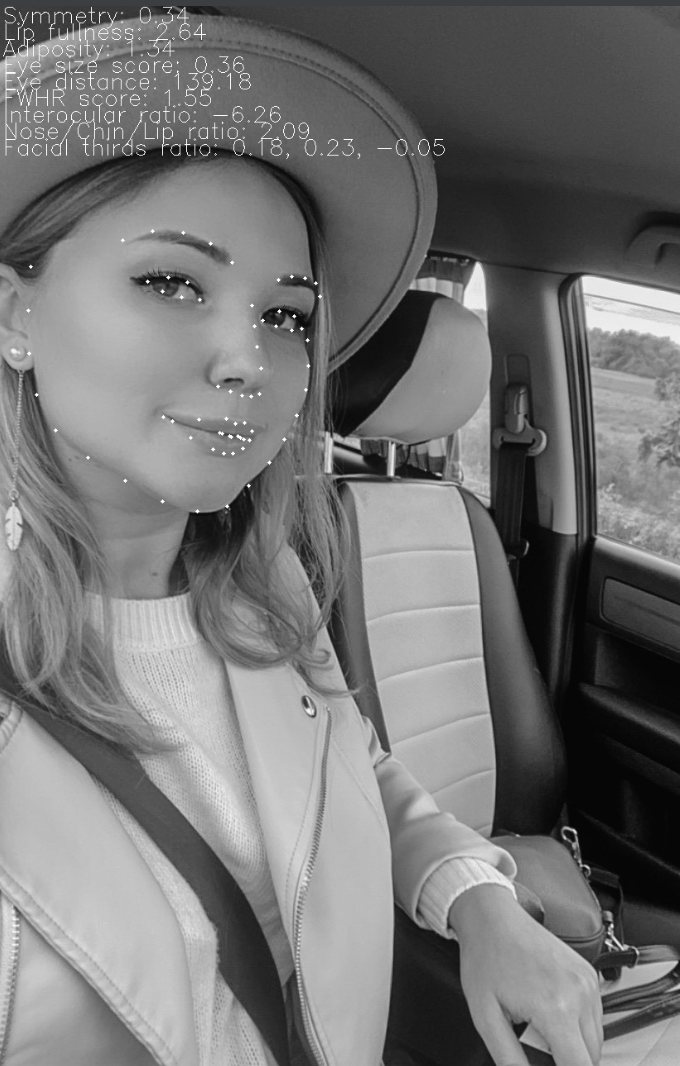 Symmetry: 0.34
Lip fullness: 2.64
Adiposity: 1.34
Eye size score: 0.36
Eye distance: 139.18
FWHR score: 1.55
Interocular ratio: -6.26
Nose/Chin/Lip ratio: 2.09
Facial thirds ratio: 0.18, 0.23, -0.05